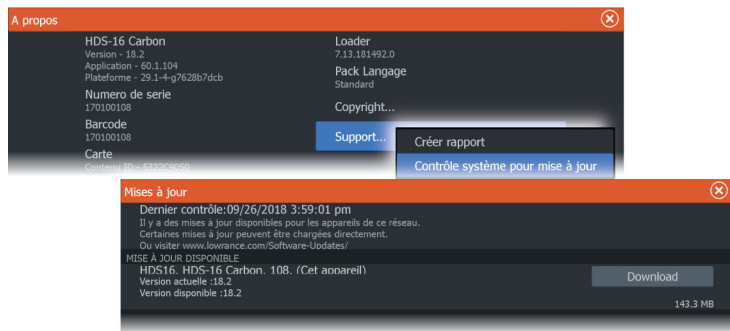 A propos
HDS-16 Carbon
Version - 18.2
Application - 60.1.104
Plateforme - 29.1-4-g7628b7dcb
Numero de serie
170100108
Barcode
170100108
Carte
Contenu ID - 5322C9050
Loader
7.13.181492.0
Pack Langage
Standard
Copyright...
Support...
Créer rapport
Contrôle système pour mise à jour
Mises à jour
Dernier contrôle:09/26/2018 3:59:01 pm
Il y a des mises à jour disponibles pour les appareils de ce réseau.
Certaines mises à jour peuvent être chargées directement.
Ou visiter www.lowrance.com/Software-Updates/
MISE À JOUR DISPONIBLE
HDS16, HDS-16 Carbon, 108, (Cet appareil)
Version actuelle :18.2
Version disponible :18.2
Download
143.3 MB